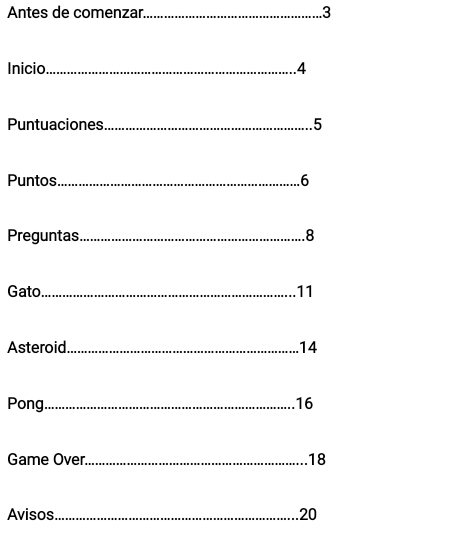 Antes de comenzar……………………………………………3
Inicio……………………………………………………………..4
Puntuaciones…………………………………………………..5
Puntos……………………………………………………………6
Preguntas……………………………………………………….8
Gato……………………………………………………………...11
Asteroid…………………………………………………………14
Pong……………………………………………………………..16
Game Over……………………………………………………...18
Avisos…………………………………………………………...20